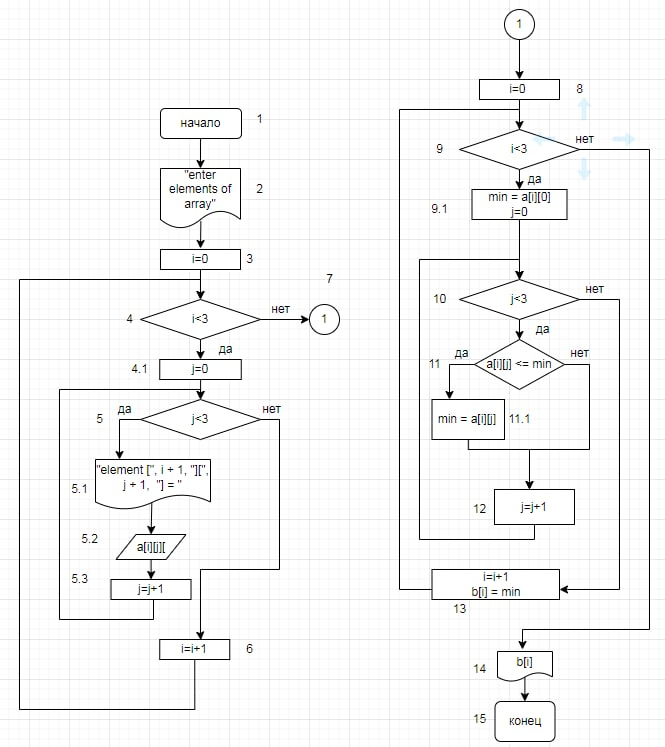 начало
1
"enter
elements of
array"
2
i=0
3
7
4
i<3
нет
1
да
4.1
j=0
5
да
j<3
нет
"element [", i + 1, "][",
j + 1, "] = "
5.1
5.2
a[i][j][
5.3
j=j+1
i=i+1
6
1
i=0
8
9
i<3
нет
да
9.1
min = a[i][0]
j=0
10
j<3
нет
да
11
да
a[i][j] <= min
нет
min = a[i][j]
11.1
12
j=j+1
i=i+1
b[i] = min
13
14
b[i]
15
конец